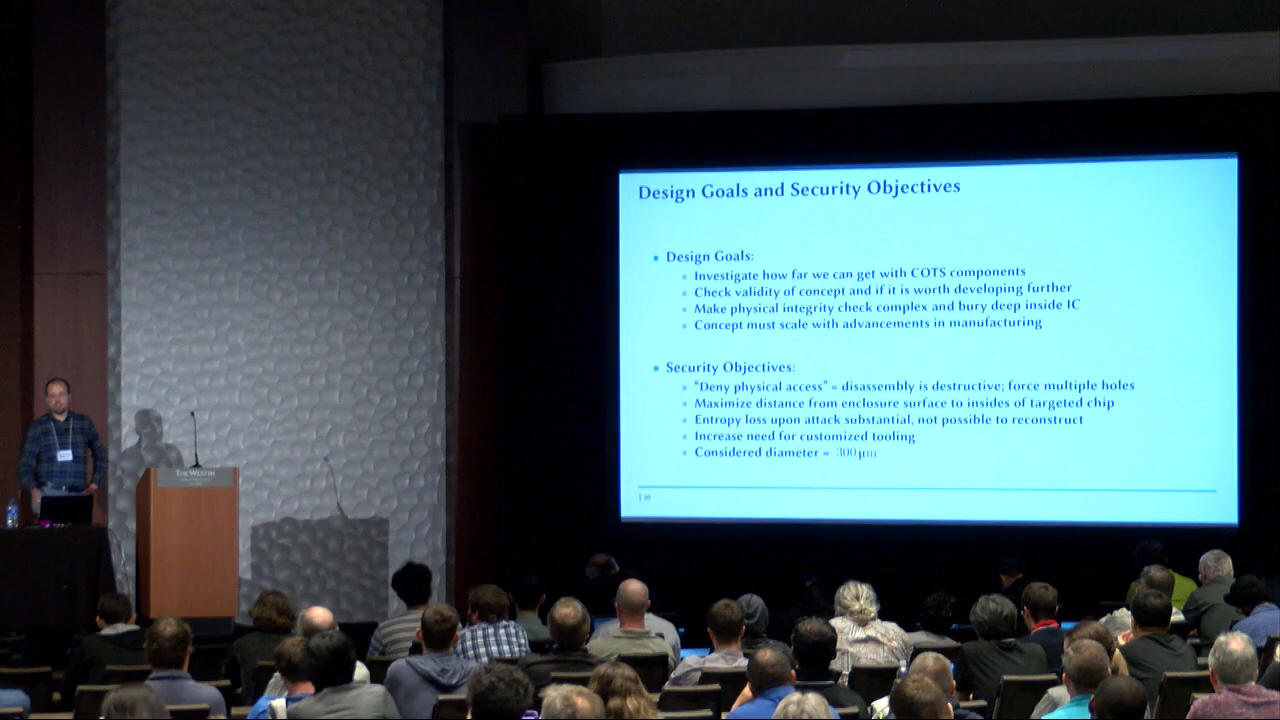 Design Goals and Security Objectives
Design Goals:
Investigate how far we can get with COTS components
Check validity of concept and if it is worth developing further
Make physical integrity check complex and bury deep inside IC
Concept must scale with advancements in manufacturing
Security Objectives:
"Deny physical access" = disassembly is destructive; force multiple holes
Maximize distance from enclosure surface to insides of targeted chip
Entropy loss upon attack substantial, not possible to reconstruct
Increase need for customized tooling
Considered diameter = 300 µm
| 10
THE WESTIN